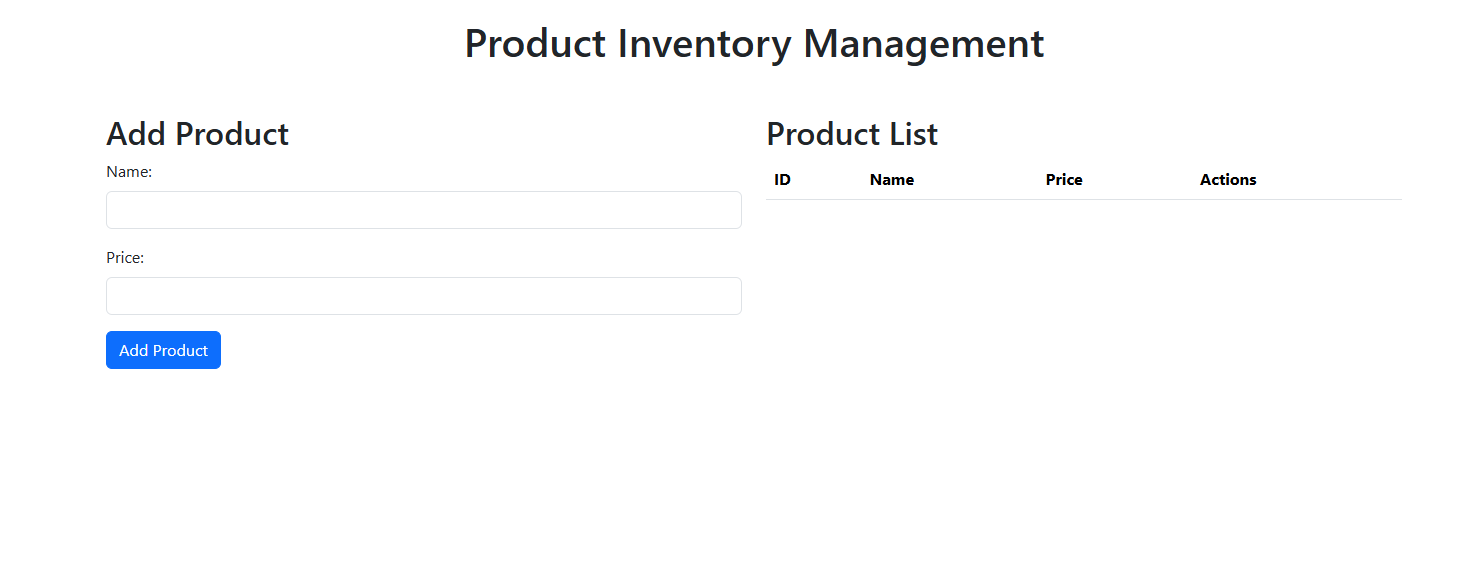 Product Inventory Management
Add Product
Name:
Price:
Add Product
Product List
ID Name Price Actions